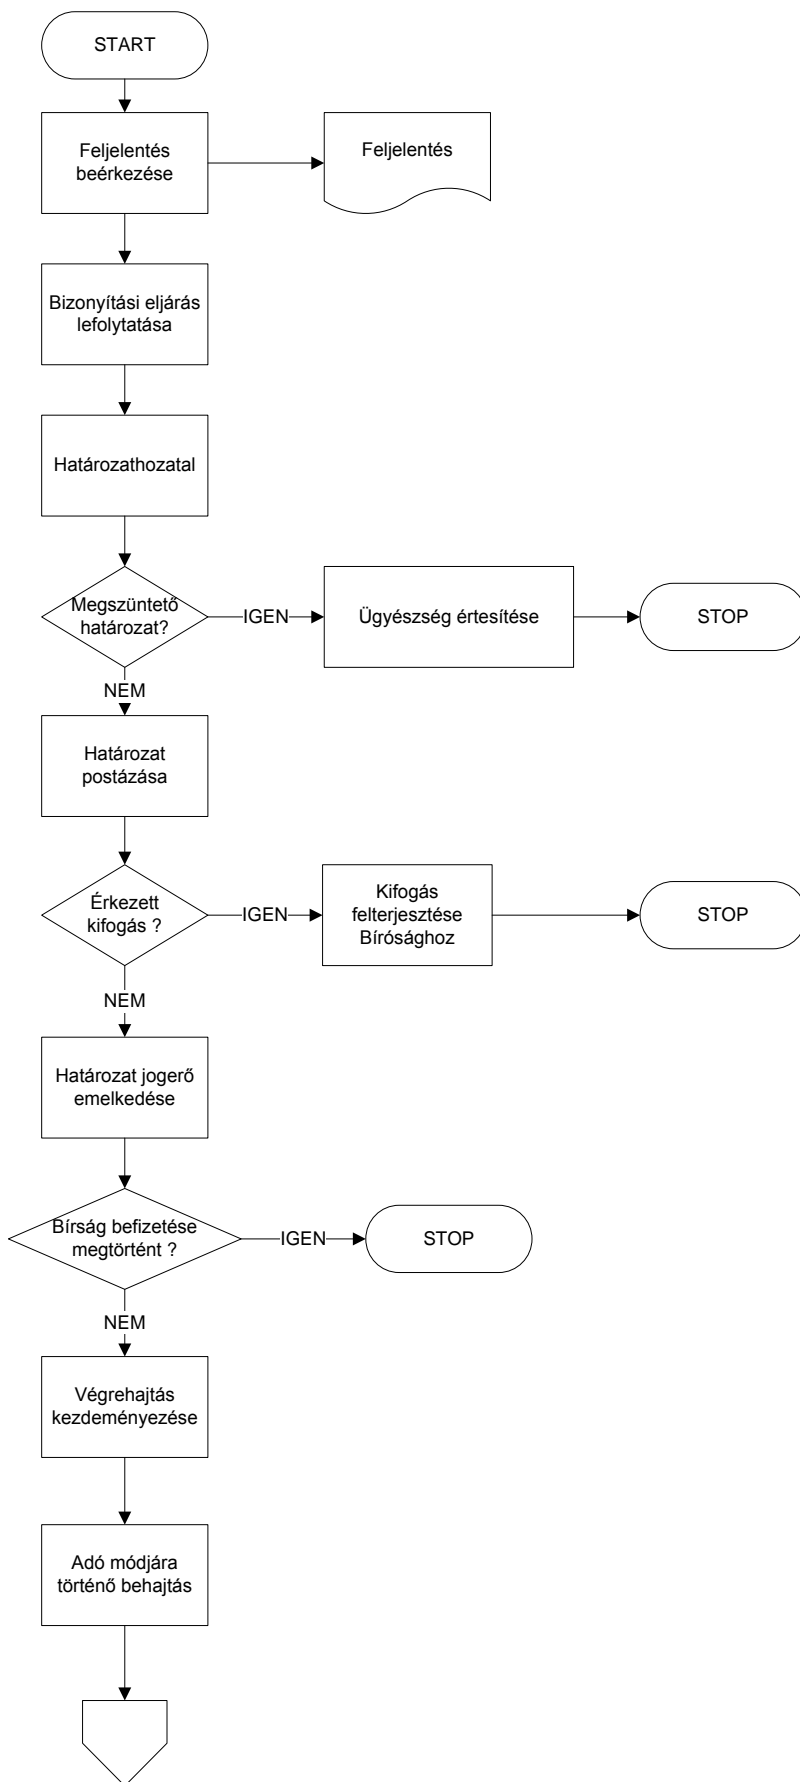 START
Feljelentés
beérkezése
Feljelentés
Bizonyítási eljárás
lefolytatása
Határozathozatal
Megszüntető
határozat?
IGEN
Ügyészség értesítése
STOP
NEM
Határozat
postázása
Érkezett
kifogás ?
IGEN
Kifogás
felterjesztése
Bírósághoz
STOP
NEM
Határozat jogerő
emelkedése
Bírság befizetése
megtörtént ?
IGEN
STOP
NEM
Végrehajtás
kezdeményezése
Adó módjára
történő behajtás